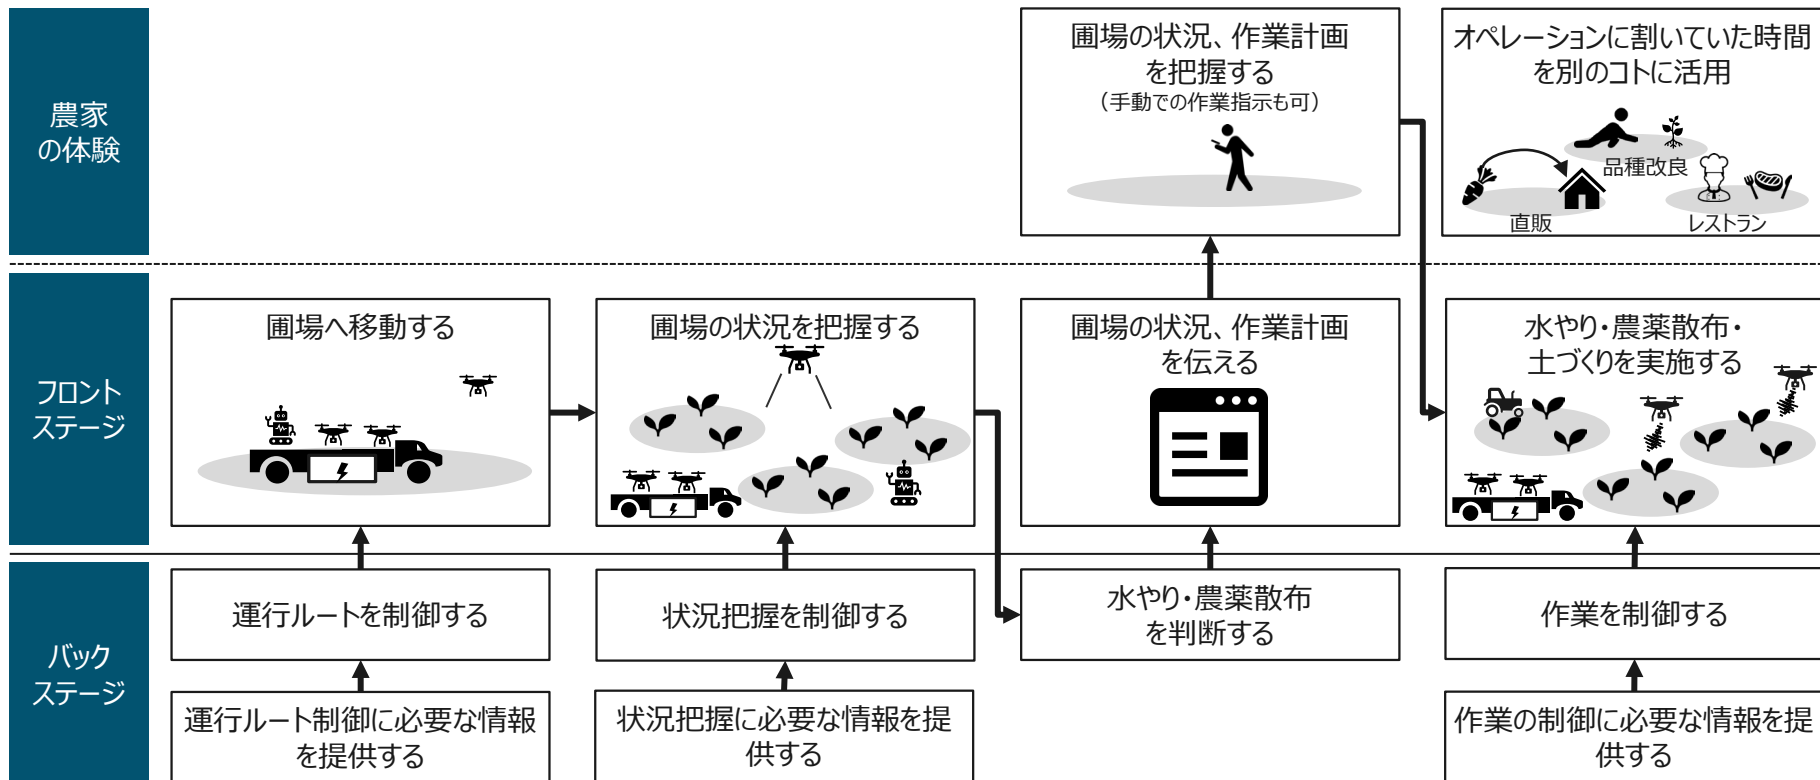 農家
の体験
圃場の状況、作業計画
を把握する
（手動での作業指示も可）
オペレーションに割いていた時間
を別のコトに活用
品種改良
直販
レストラン
フロント
ステージ
圃場へ移動する
圃場の状況を把握する
圃場の状況、作業計画
を伝える
水やり・農薬散布・
土づくりを実施する
バック
ステージ
運行ルートを制御する
状況把握を制御する
水やり・農薬散布
を判断する
作業を制御する
運行ルート制御に必要な情報
を提供する
状況把握に必要な情報を提
供する
作業の制御に必要な情報を提
供する